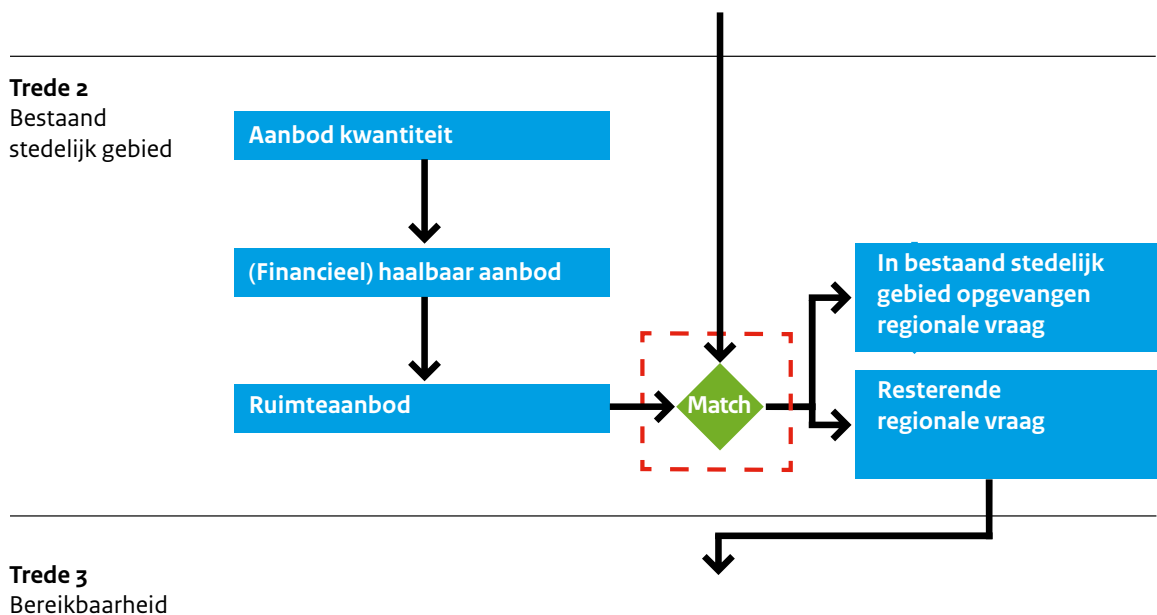 Trede 2
Bestaand
stedelijk gebied
Aanbod kwantiteit
(Financieel) haalbaar aanbod
Ruimteaanbod
Match
In bestaand stedelijk
gebied opgevangen
regionale vraag
Resterende
regionale vraag
Trede 3
Bereikbaarheid